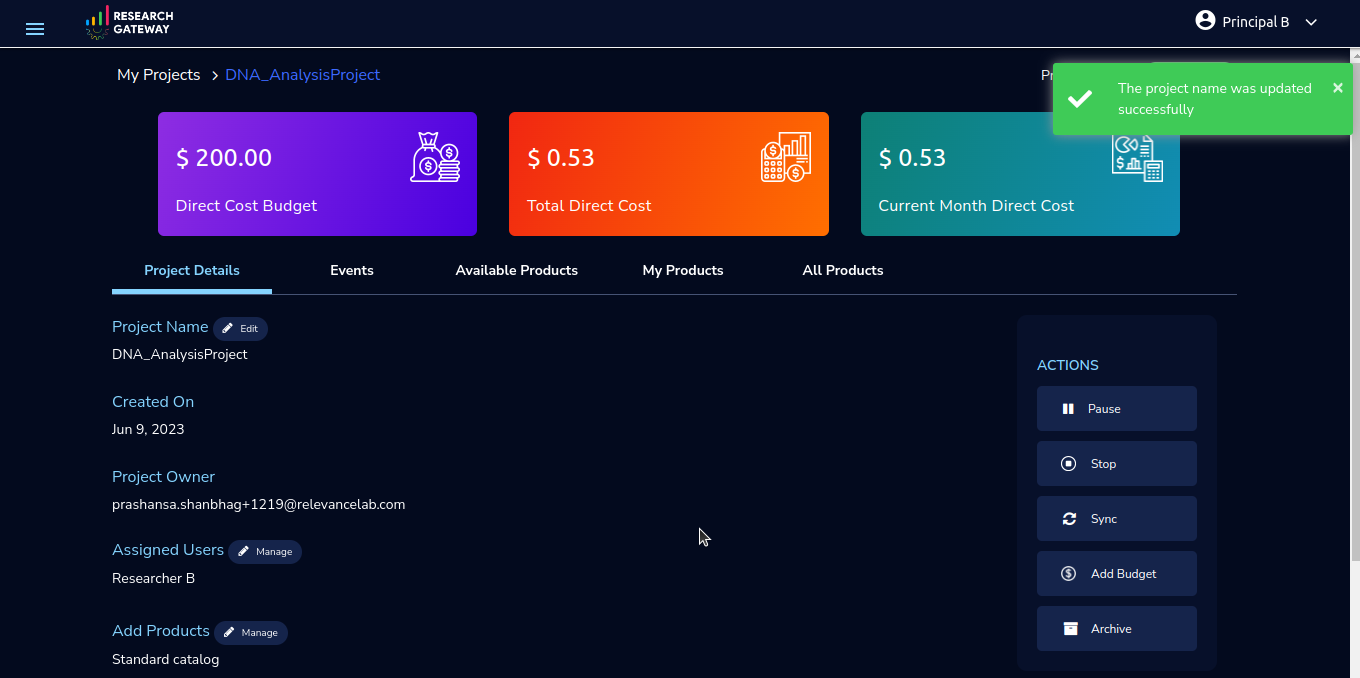 RESEARCH
GATEWAY
Principal B
My Projects > DNA_AnalysisProject
The project name was updated
successfully
$ 200.00
Direct Cost Budget
$ 0.53
Total Direct Cost
$ 0.53
Current Month Direct Cost
Project Details
Events
Available Products
My Products
All Products
Project Name
Edit
DNA_AnalysisProject
Created On
Jun 9, 2023
Project Owner
prashansa.shanbhag+1219@relevancelab.com
Assigned Users
Manage
Researcher B
Add Products
Manage
Standard catalog
ACTIONS
Pause
Stop
Sync
Add Budget
Archive